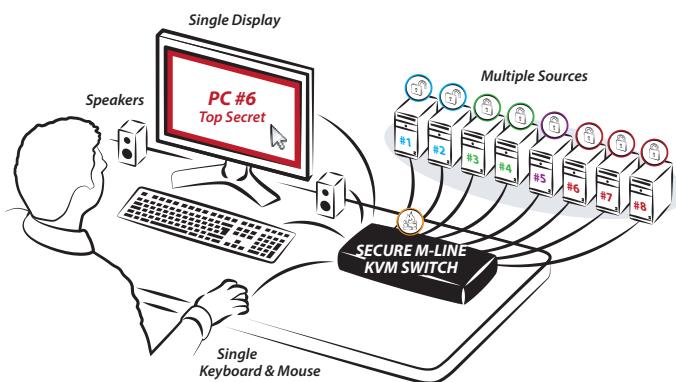 Single Display
Multiple Sources
Speakers
PC #6
Top Secret
#1
#2
#3
#4
#5
#6
#7
#8
SECURE M-LINE
KVM SWITCH
Single
Keyboard & Mouse